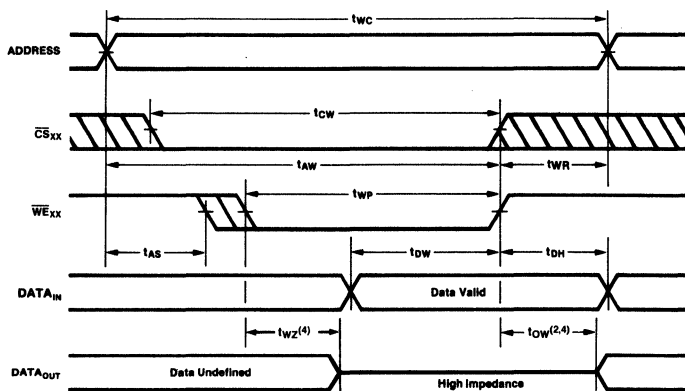 tWC
ADDRESS
tCW
CSXX
tAW
tWR
tWP
WEXX
tAS
tDW
tDH
DATAIN
Data Valid
tWZ(4)
tOW(2,4)
DATAOUT
Data Undefined
High Impedance